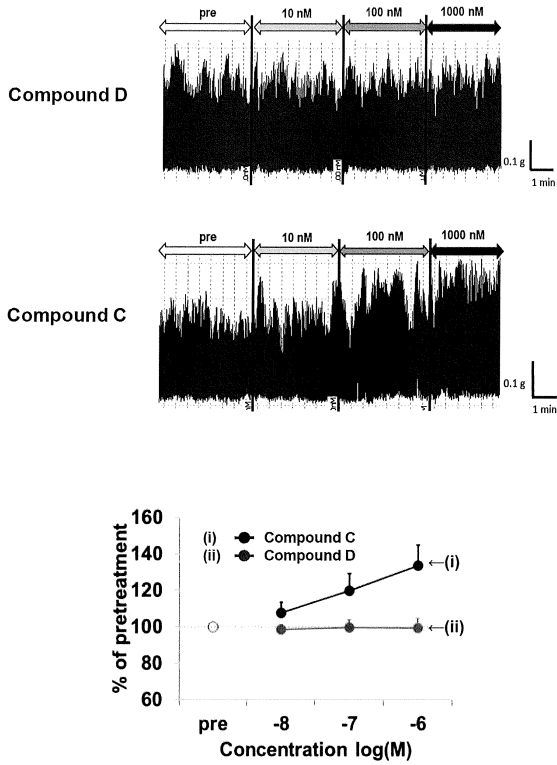 pre 10 nM 100 nM 1000 nM
Compound D
0.1 g
1 min
pre 10 nM 100 nM 1000 nM
Compound C
0.1 g
1 min
160
140
120
100
80
60
% of pretreatment
(i) Compound C
(ii) Compound D
←(i)
←(ii)
pre -8 -7 -6
Concentration log(M)